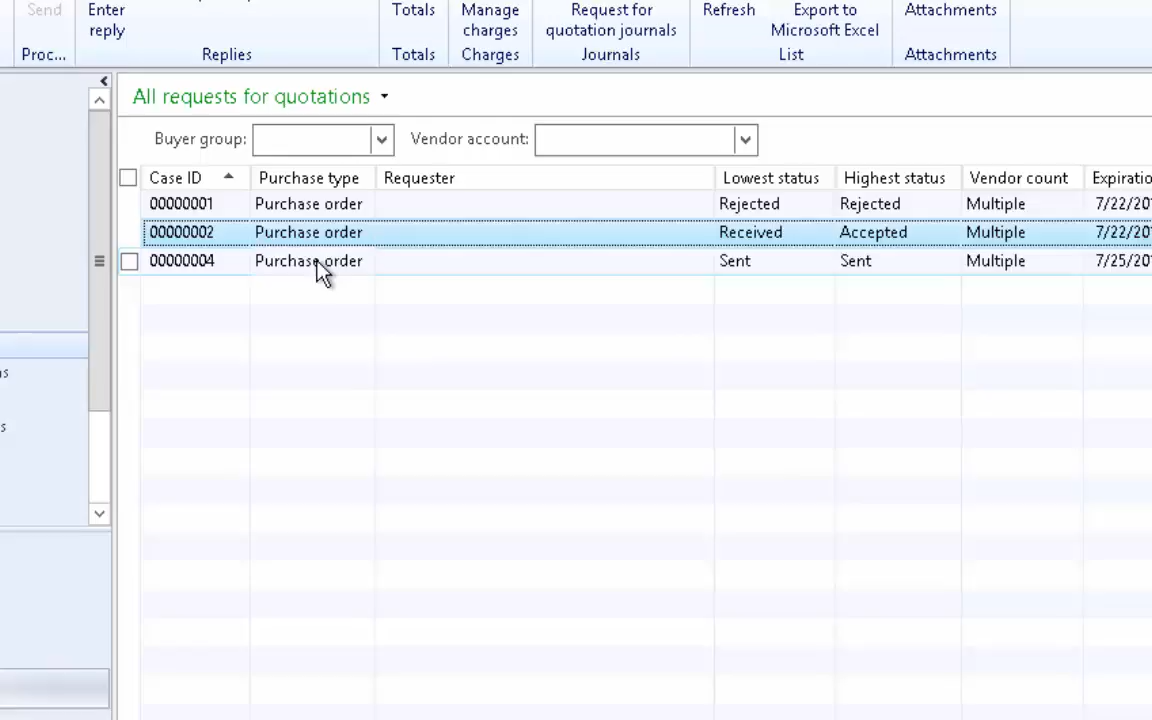 Send
Enter
reply
Totals
Manage
charges
Request for
quotation journals
Refresh
Export to
Microsoft Excel
Attachments
Proc...
Replies
Totals
Charges
Journals
List
Attachments
All requests for quotations
Buyer group:
Vendor account:
Case ID Purchase type Requester Lowest status Highest status Vendor count Expiratio
00000001 Purchase order Rejected Rejected Multiple 7/22/20
00000002 Purchase order Received Accepted Multiple 7/22/20
00000004 Purchase order Sent Sent Multiple 7/25/20
s